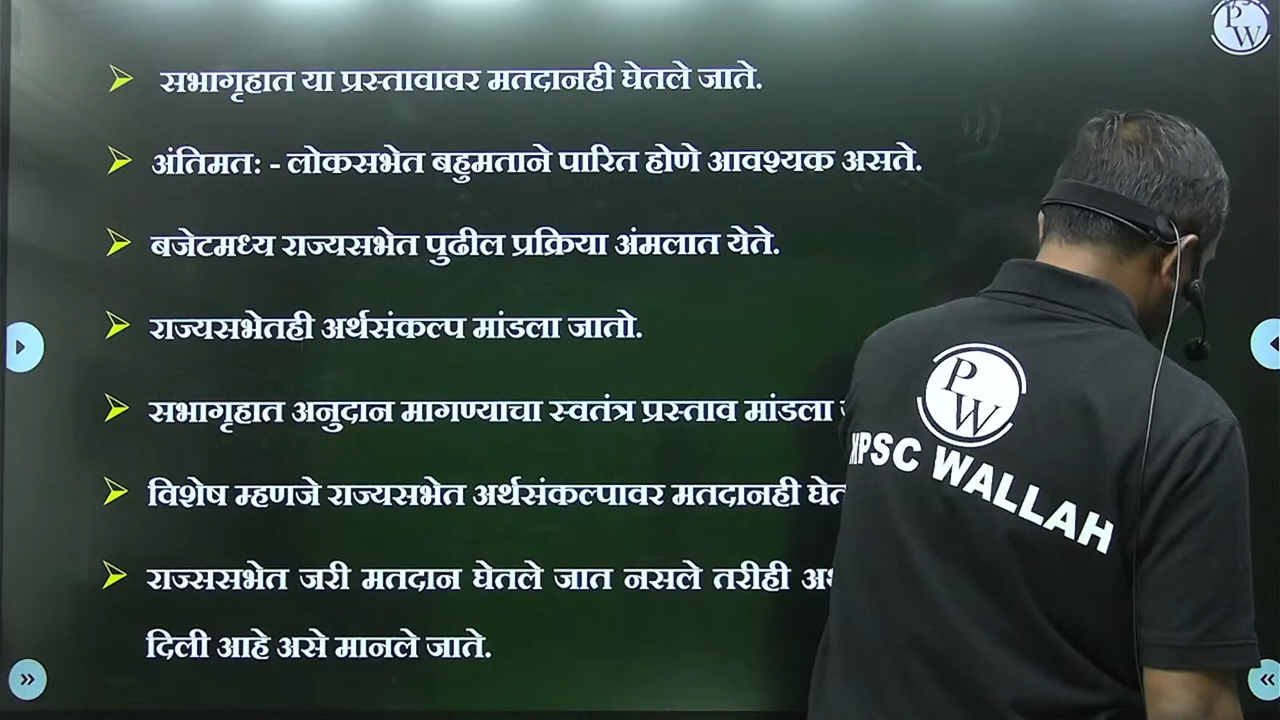 PW
सभागृहात या प्रस्तावावर मतदानही घेतले जाते.
अंतिमत: - लोकसभेत बहुमताने पारित होणे आवश्यक असते.
बजेटमध्य राज्यसभेत पुढील प्रक्रिया अंमलात येते.
राज्यसभेतही अर्थसंकल्प मांडला जातो.
सभागृहात अनुदान मागण्याचा स्वतंत्र प्रस्ताव मांडला
विशेष म्हणजे राज्यसभेत अर्थसंकल्पावर मतदानही
राज्ससभेत जरी मतदान घेतले जात नसले तरीही
दिली आहे असे मानले जाते.
PW
MPSC WALLAH